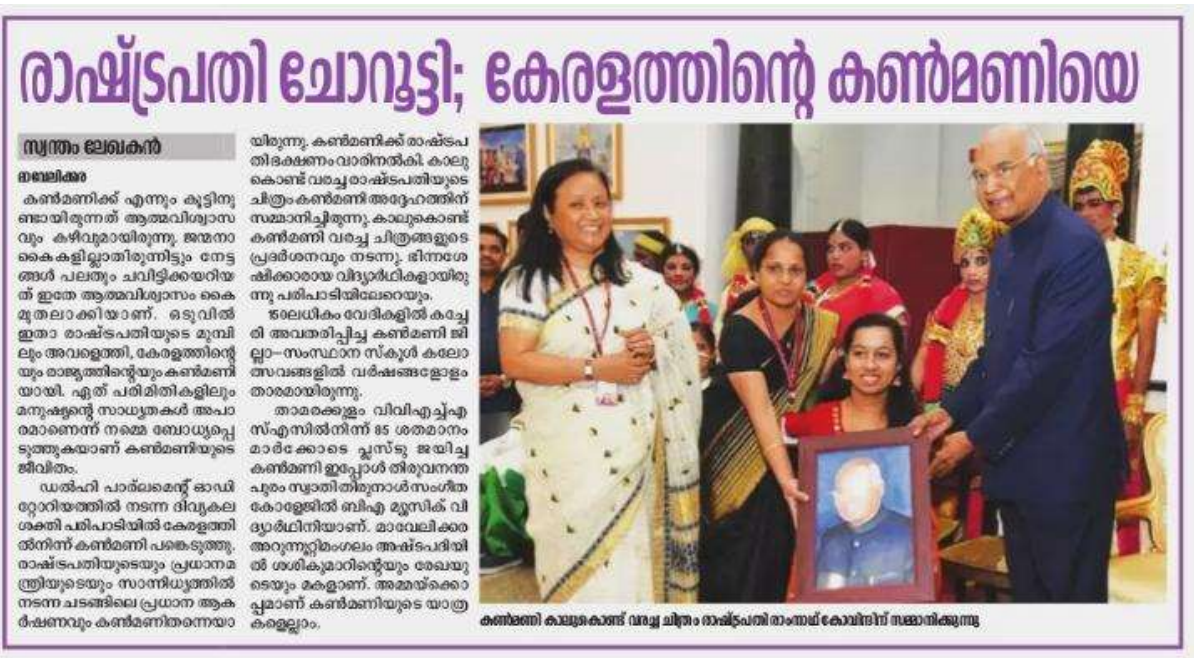 രാഷ്ട്രപതി ചോറൂട്ടി; കേരളത്തിന്റെ കൺമണിയെ
സ്വന്തം ലേഖകൻ
മാവേലിക്കര
കൺമണിക്ക് എന്നും കൂട്ടിനു
ണ്ടായിരുന്നത് ആത്മവിശ്വാസ
വും കഴിവുമായിരുന്നു. ജന്മനാ
കൈകളില്ലാതിരുന്നിട്ടും നേട്ട
ങ്ങൾ പലതും ചവിട്ടിക്കയറിയ
ത് ഇതേ ആത്മവിശ്വാസം കൈ
മുതലാക്കിയാണ്. ഒടുവിൽ
ഇതാ രാഷ്ടപതിയുടെ മുമ്പി
ലും അവളെത്തി, കേരളത്തിന്റെ
യും രാജ്യത്തിന്റെയും കൺമണി
യായി. ഏത് പരിമിതികളിലും
മനുഷ്യന്റെ സാധ്യതകൾ അപാ
രമാണെന്ന് നമ്മെ ബോധ്യപ്പെ
ടുത്തുകയാണ് കൺമണിയുടെ
ജീവിതം.
ഡൽഹി പാർലമെന്റ് ഓഡി
റ്റോറിയത്തിൽ നടന്ന ദിവ്യകല
ശക്തി പരിപാടിയിൽ കേരളത്തി
ൽനിന്ന് കൺമണി പങ്കെടുത്തു.
രാഷ്ട്രപതിയുടെയും പ്രധാനമ
ന്ത്രിയുടെയും സാന്നിധ്യത്തിൽ
നടന്ന ചടങ്ങിലെ പ്രധാന ആക
ർഷണവും കൺമണിതന്നെയാ
യിരുന്നു. കൺമണിക്ക് രാഷ്ട്രപ
തി ഭക്ഷണം വാരിനൽകി. കാലു
കൊണ്ട് വരച്ച രാഷ്ട്രപതിയുടെ
ചിത്രം കൺമണി അദ്ദേഹത്തിന്
സമ്മാനിച്ചിരുന്നു. കാലുകൊണ്ട്
കൺമണി വരച്ച ചിത്രങ്ങളുടെ
പ്രദർശനവും നടന്നു. ഭിന്നശേ
ഷിക്കാരായ വിദ്യാർഥികളായിരു
ന്നു പരിപാടിയിലേറെയും.
150ലധികം വേദികളിൽ കച്ചേ
രി അവതരിപ്പിച്ച കൺമണി ജി
ല്ലാ–സംസ്ഥാന സ്കൂൾ കലോ
ത്സവങ്ങളിൽ വർഷങ്ങളോളം
താരമായിരുന്നു.
താമരക്കുളം വിവിഎച്ച്എ
സ്എസിൽനിന്ന് 85 ശതമാനം
മാർക്കോടെ പ്ലസ്ടു ജയിച്ച
കൺമണി ഇപ്പോൾ തിരുവനന്ത
പുരം സ്വാതിതിരുനാൾ സംഗീത
കോളേജിൽ ബിഎ മ്യൂസിക് വി
ദ്യാർഥിനിയാണ്. മാവേലിക്കര
അറുന്നൂറ്റിമംഗലം അഷ്ടപദിയി
ൽ ശശികുമാറിന്റെയും രേഖയു
ടെയും മകളാണ്. അമ്മയ്ക്കൊ
പ്പമാണ് കൺമണിയുടെ യാത്ര
കളെല്ലാം.
കൺമണി കാലുകൊണ്ട് വരച്ച ചിത്രം രാഷ്ട്രപതി രാംനാഥ് കോവിന്ദിന് സമ്മാനിക്കുന്നു